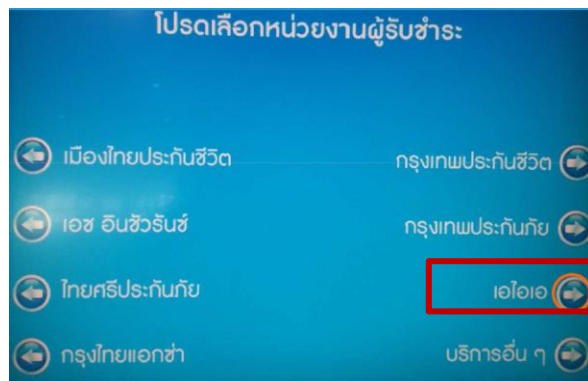 โปรดเลือกหน่วยงานผู้รับชำระ
เมืองไทยประกันชีวิต
กรุงเทพประกันชีวิต
เอช อินชัวรันซ์
กรุงเทพประกันภัย
ไทยศรีประกันภัย
เอไอเอ
กรุงไทยแอกซ่า
บริการอื่น ๆ